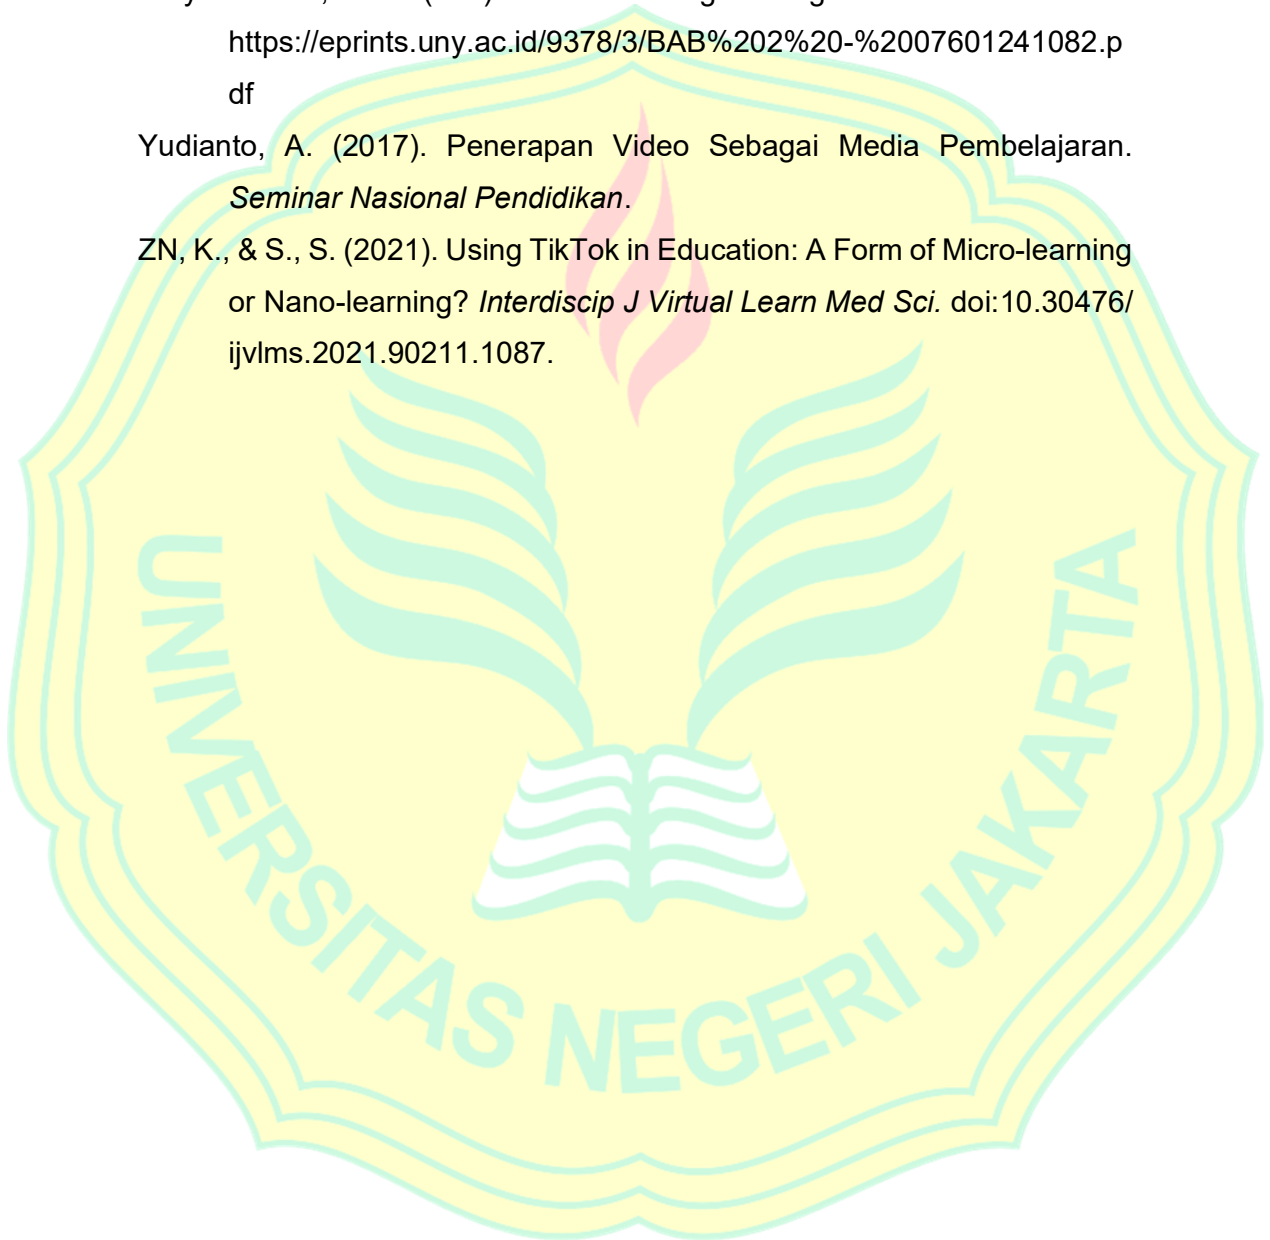 https://eprints.uny.ac.id/9378/3/BAB%202%20-%2007601241082.p
df
Yudianto, A. (2017). Penerapan Video Sebagai Media Pembelajaran.
Seminar Nasional Pendidikan.
ZN, K., & S., S. (2021). Using TikTok in Education: A Form of Micro-learning
or Nano-learning? Interdiscip J Virtual Learn Med Sci. doi:10.30476/
ijvlms.2021.90211.1087.
UNIVERSITAS NEGERI JAKARTA